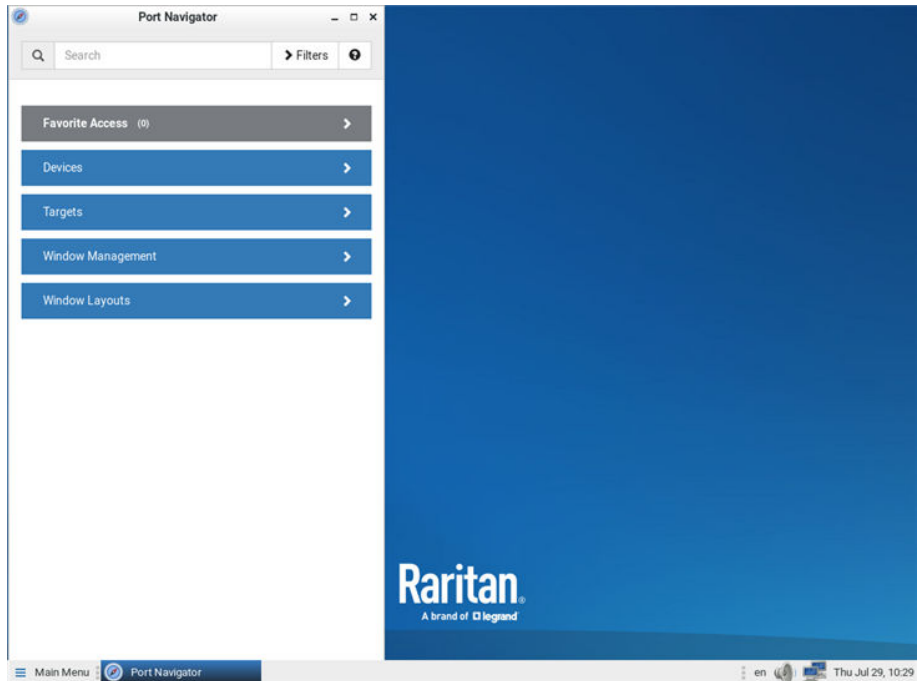 Port Navigator
Search
Filters
Favorite Access (0)
Devices
Targets
Window Management
Window Layouts
Raritan®
A brand of legrand
Main Menu
Port Navigator
en
Thu Jul 29, 10:29